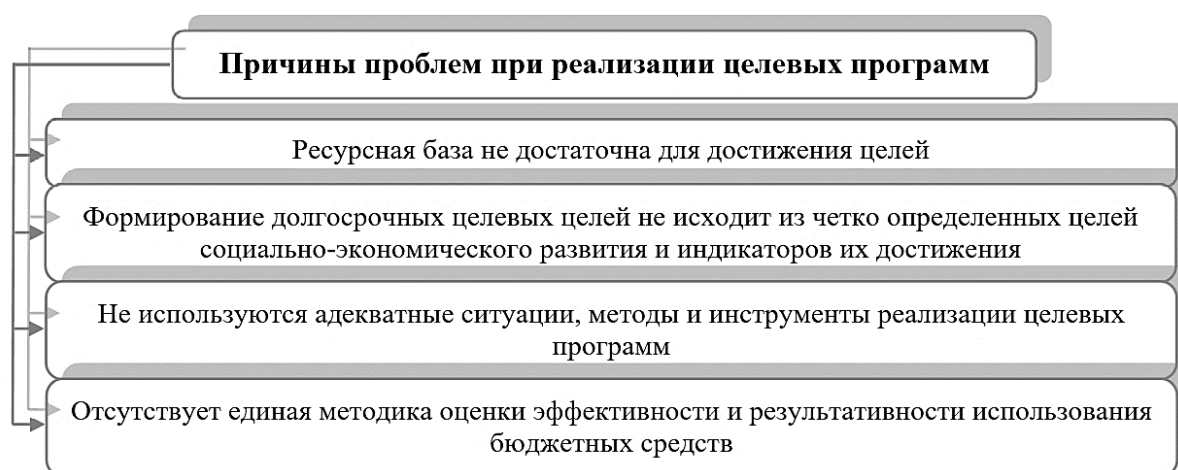 Причины проблем при реализации целевых программ
Ресурсная база не достаточна для достижения целей
Формирование долгосрочных целевых целей не исходит из четко определенных целей
социально-экономического развития и индикаторов их достижения
Не используются адекватные ситуации, методы и инструменты реализации целевых
программ
Отсутствует единая методика оценки эффективности и результативности использования
бюджетных средств